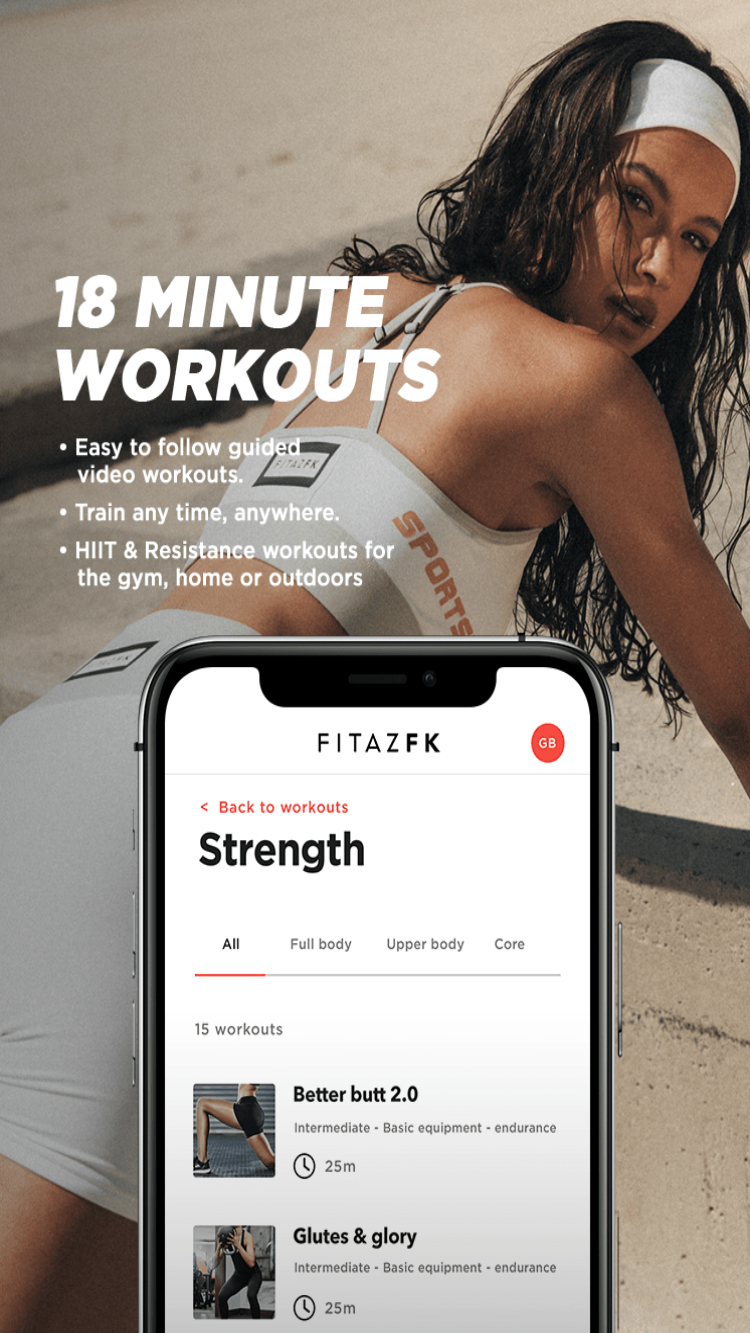 18 MINUTE
WORKOUTS
• Easy to follow guided
video workouts.
• Train any time, anywhere.
• HIIT & Resistance workouts for
the gym, home or outdoors
FITAZFK
SPORTS
FITAZFK
FITAZFK
GB
< Back to workouts
Strength
All Full body Upper body Core
15 workouts
Better butt 2.0
Intermediate - Basic equipment - endurance
25m
Glutes & glory
Intermediate - Basic equipment - endurance
25m